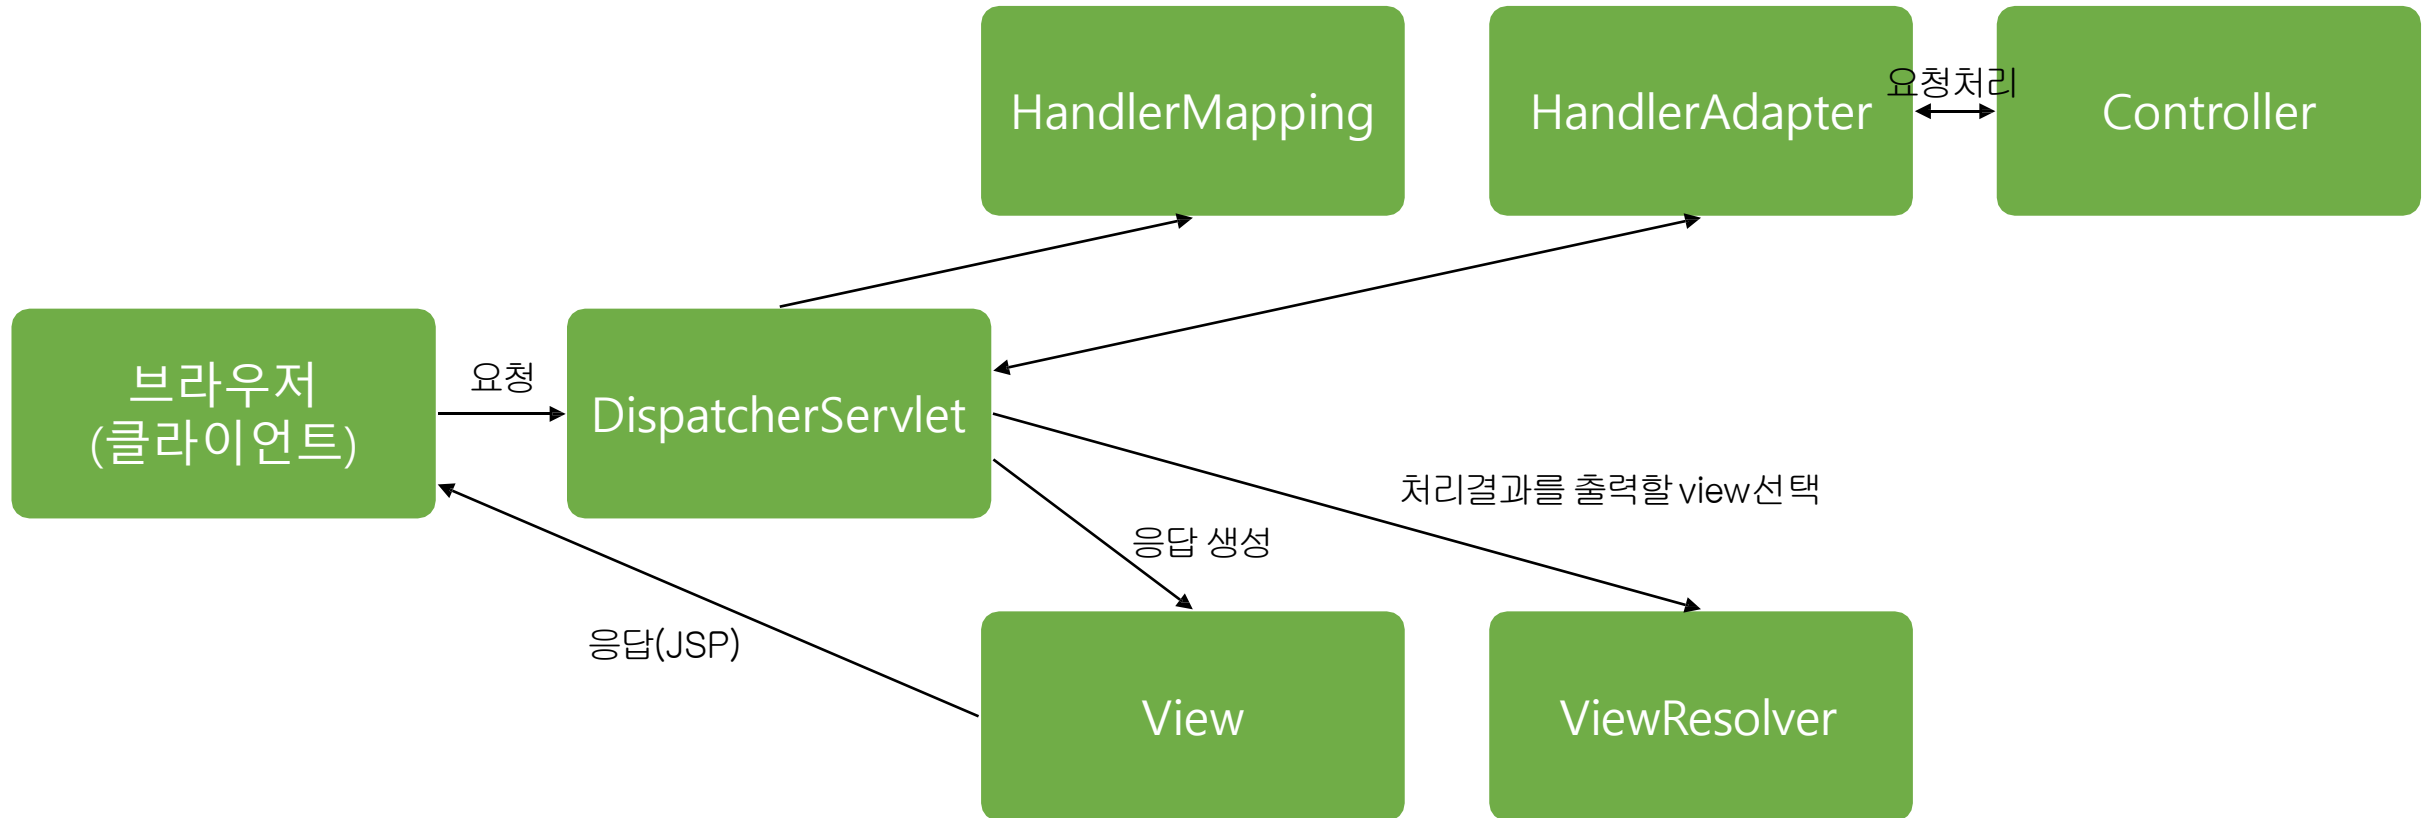 HandlerMapping
HandlerAdapter
요청처리
Controller
브라우저
(클라이언트)
요청
DispatcherServlet
처리결과를 출력할 view선택
응답 생성
응답(JSP)
View
ViewResolver